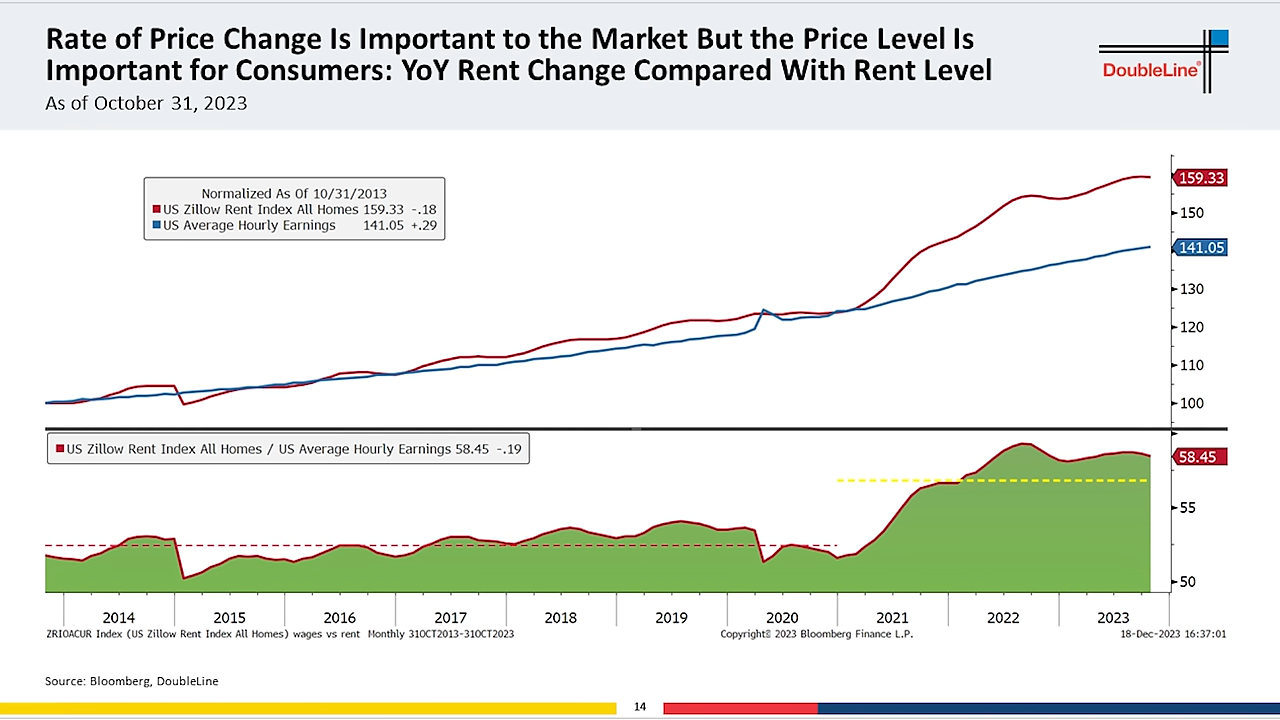 Rate of Price Change Is Important to the Market But the Price Level Is
Important for Consumers: YoY Rent Change Compared With Rent Level
As of October 31, 2023
DoubleLine®
Normalized As Of 10/31/2013
US Zillow Rent Index All Homes 159.33 -.18
US Average Hourly Earnings 141.05 +.29
159.33
150
141.05
130
120
110
100
US Zillow Rent Index All Homes / US Average Hourly Earnings 58.45 -.19
58.45
55
50
2014 2015 2016 2017 2018 2019 2020 2021 2022 2023
ZRIOACUR Index (US Zillow Rent Index All Homes) wages vs rent Monthly 31OCT2013-31OCT2023 Copyright© 2023 Bloomberg Finance L.P. 18-Dec-2023 16:37:01
Source: Bloomberg, DoubleLine
14